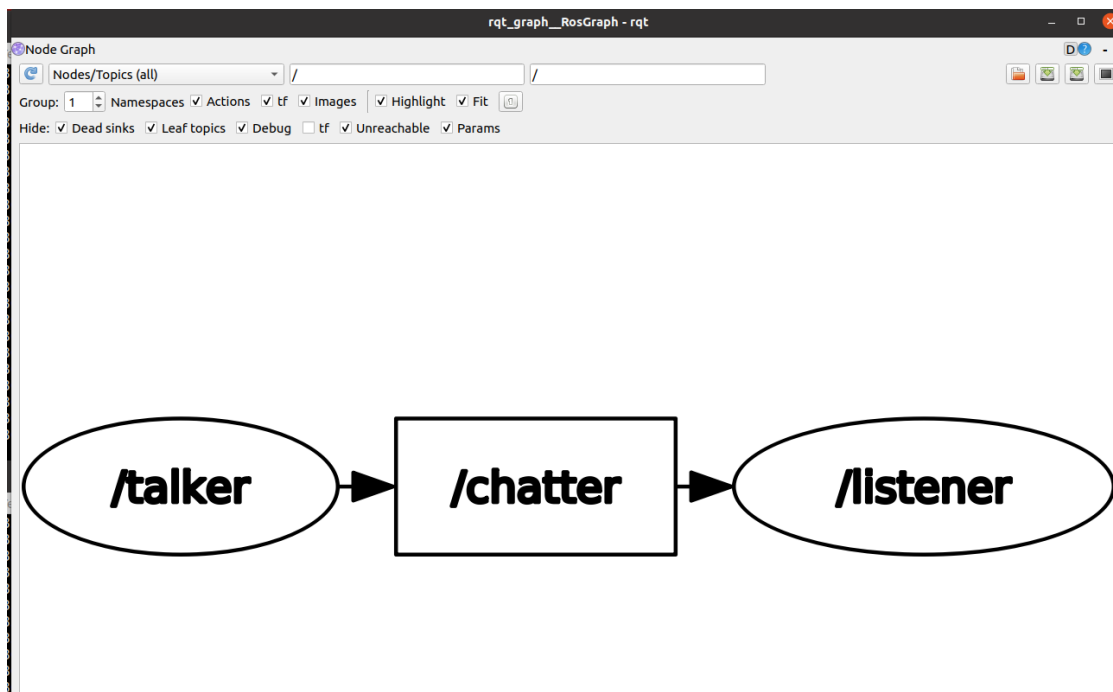 rqt_graph__RosGraph - rqt
Node Graph
D ? -
Nodes/Topics (all) / /
Group: 1 Namespaces Actions tf Images Highlight Fit
Hide: Dead sinks Leaf topics Debug tf Unreachable Params
/talker /chatter /listener